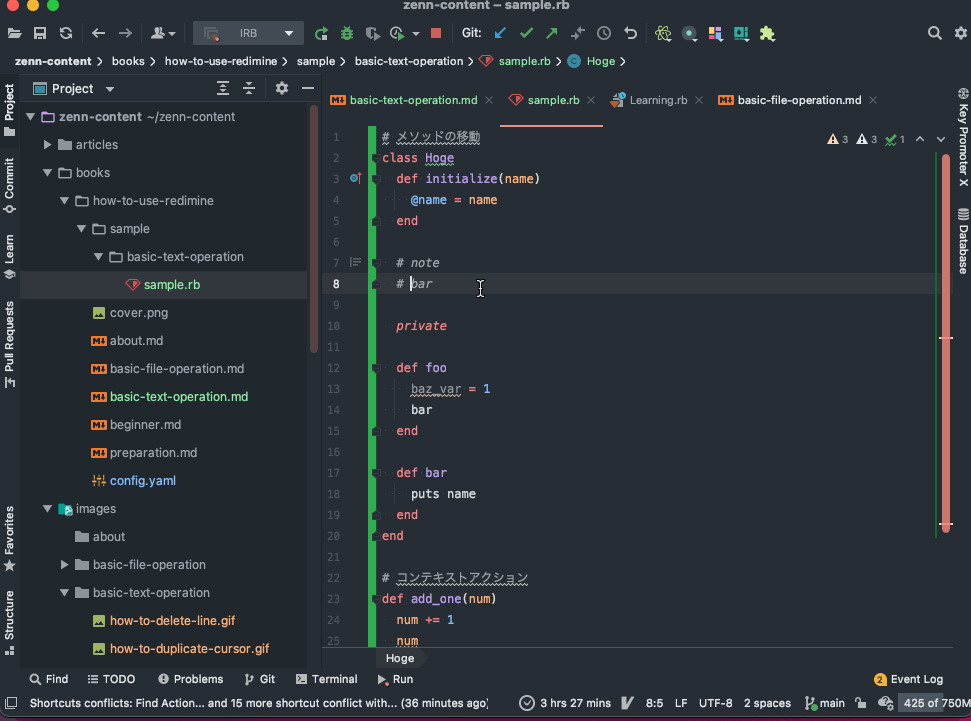 zenn-content – sample.rb
IRB Git:
zenn-content books how-to-use-redimine sample basic-text-operation sample.rb Hoge
Project
basic-text-operation.md sample.rb Learning.rb basic-file-operation.md
zenn-content ~/zenn-content
articles
books
how-to-use-redimine
sample
basic-text-operation
sample.rb
cover.png
about.md
basic-file-operation.md
basic-text-operation.md
beginner.md
preparation.md
config.yaml
images
about
basic-file-operation
basic-text-operation
how-to-delete-line.gif
how-to-duplicate-cursor.gif
Project
Commit
Learn
Pull Requests
Favorites
Structure
3 3 1
1 # メソッドの移動
2 class Hoge
3 def initialize(name)
4 @name = name
5 end
6
7 # note
8 # bar
9
10 private
11
12 def foo
13 baz_var = 1
14 bar
15 end
16
17 def bar
18 puts name
19 end
20 end
21
22 # コンテキストアクション
23 def add_one(num)
24 num += 1
25 num
Hoge
Key Promoter X
Database
Find TODO Problems Git Terminal Run 2 Event Log
Shortcuts conflicts: Find Action... and 15 more shortcut conflict with... (36 minutes ago) 3 hrs 27 mins 8:5 LF UTF-8 2 spaces main 425 of 750M